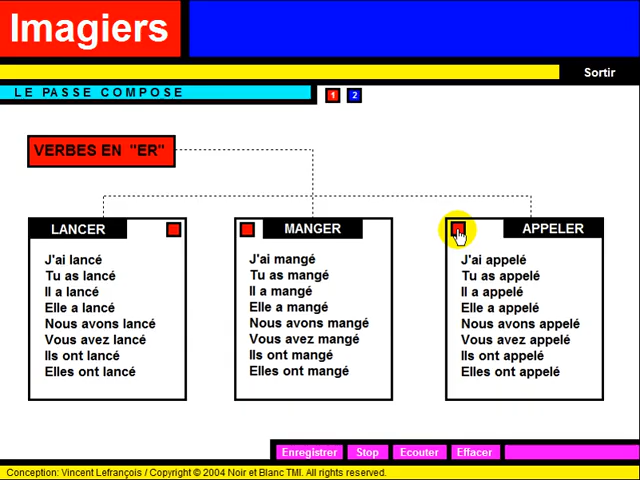 Imagiers
Sortir
LE PASSE COMPOSE
1 2
VERBES EN "ER"
LANCER
J'ai lancé
Tu as lancé
Il a lancé
Elle a lancé
Nous avons lancé
Vous avez lancé
Ils ont lancé
Elles ont lancé
MANGER
J'ai mangé
Tu as mangé
Il a mangé
Elle a mangé
Nous avons mangé
Vous avez mangé
Ils ont mangé
Elles ont mangé
APPELER
J'ai appelé
Tu as appelé
Il a appelé
Elle a appelé
Nous avons appelé
Vous avez appelé
Ils ont appelé
Elles ont appelé
Enregistrer Stop Ecouter Effacer
Conception: Vincent Lefrançois / Copyright © 2004 Noir et Blanc TMI. All rights reserved.